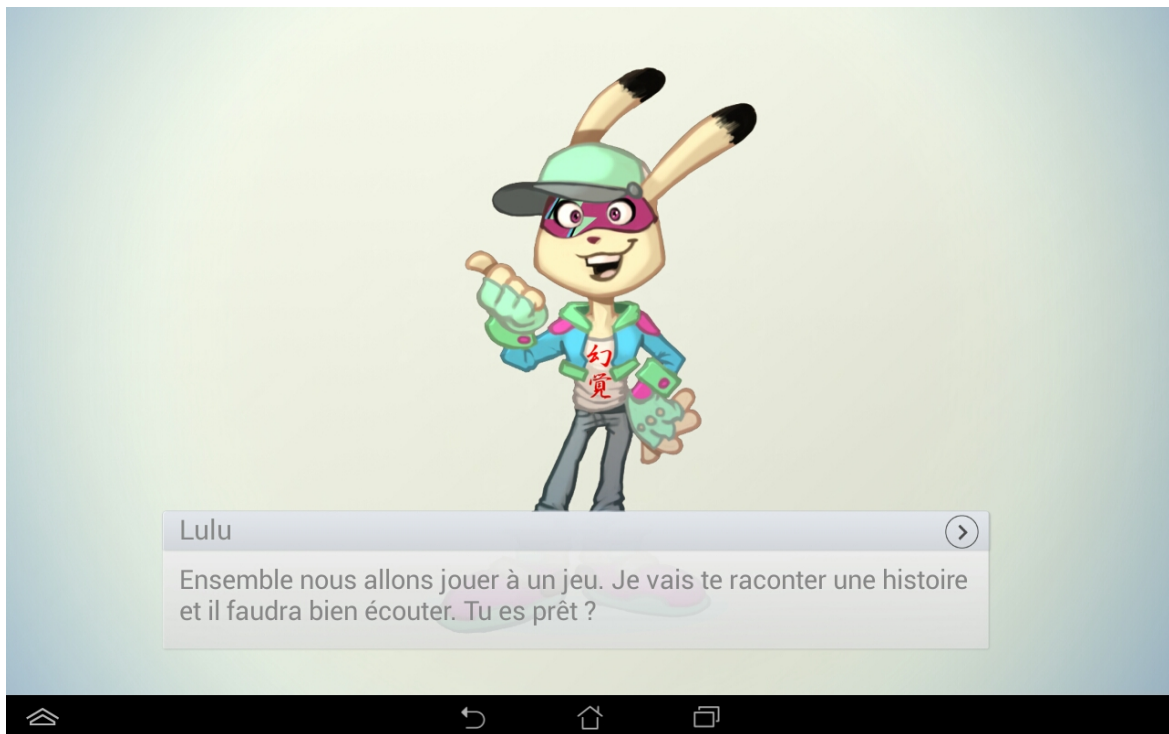 幻
覚
Lulu
Ensemble nous allons jouer à un jeu. Je vais te raconter une histoire
et il faudra bien écouter. Tu es prêt ?